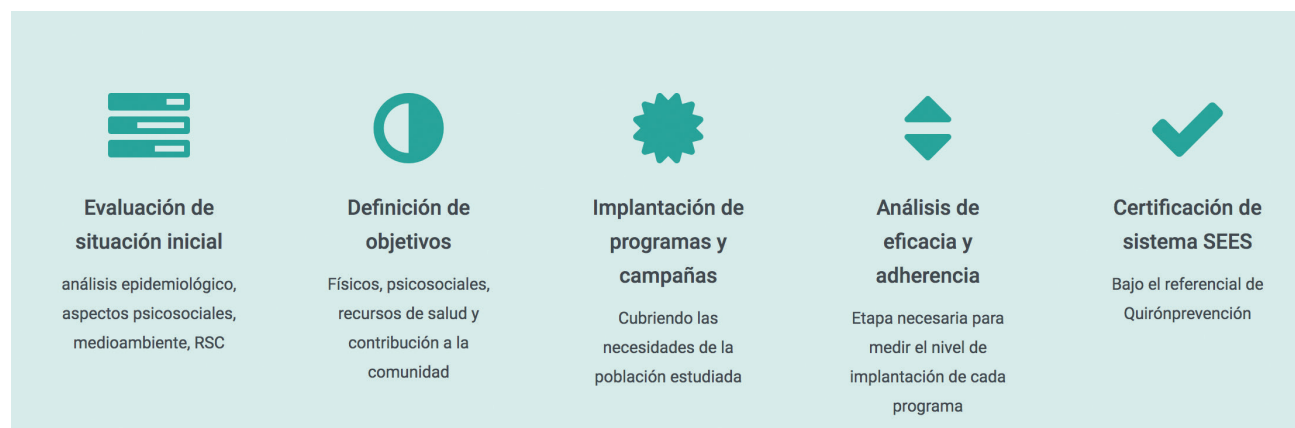 Evaluación de
situación inicial
análisis epidemiológico,
aspectos psicosociales,
medioambiente, RSC
Definición de
objetivos
Físicos, psicosociales,
recursos de salud y
contribución a la
comunidad
Implantación de
programas y
campañas
Cubriendo las
necesidades de la
población estudiada
Análisis de
eficacia y
adherencia
Etapa necesaria para
medir el nivel de
implantación de cada
programa
Certificación de
sistema SEES
Bajo el referencial de
Quirónprevención